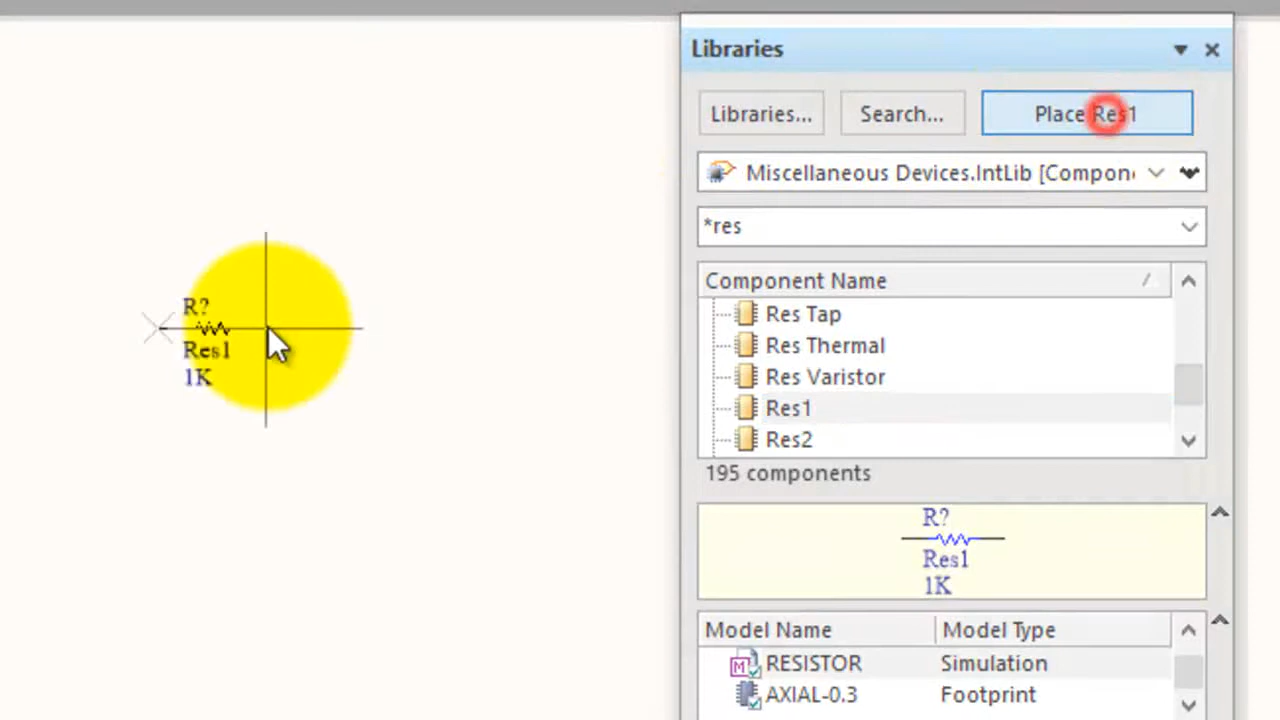 Libraries
Libraries...
Search...
Place Res1
Miscellaneous Devices.IntLib [Compon
*res
Component Name
Res Tap
Res Thermal
Res Varistor
Res1
Res2
195 components
R?
Res1
1K
R?
Res1
1K
Model Name Model Type
RESISTOR Simulation
AXIAL-0.3 Footprint